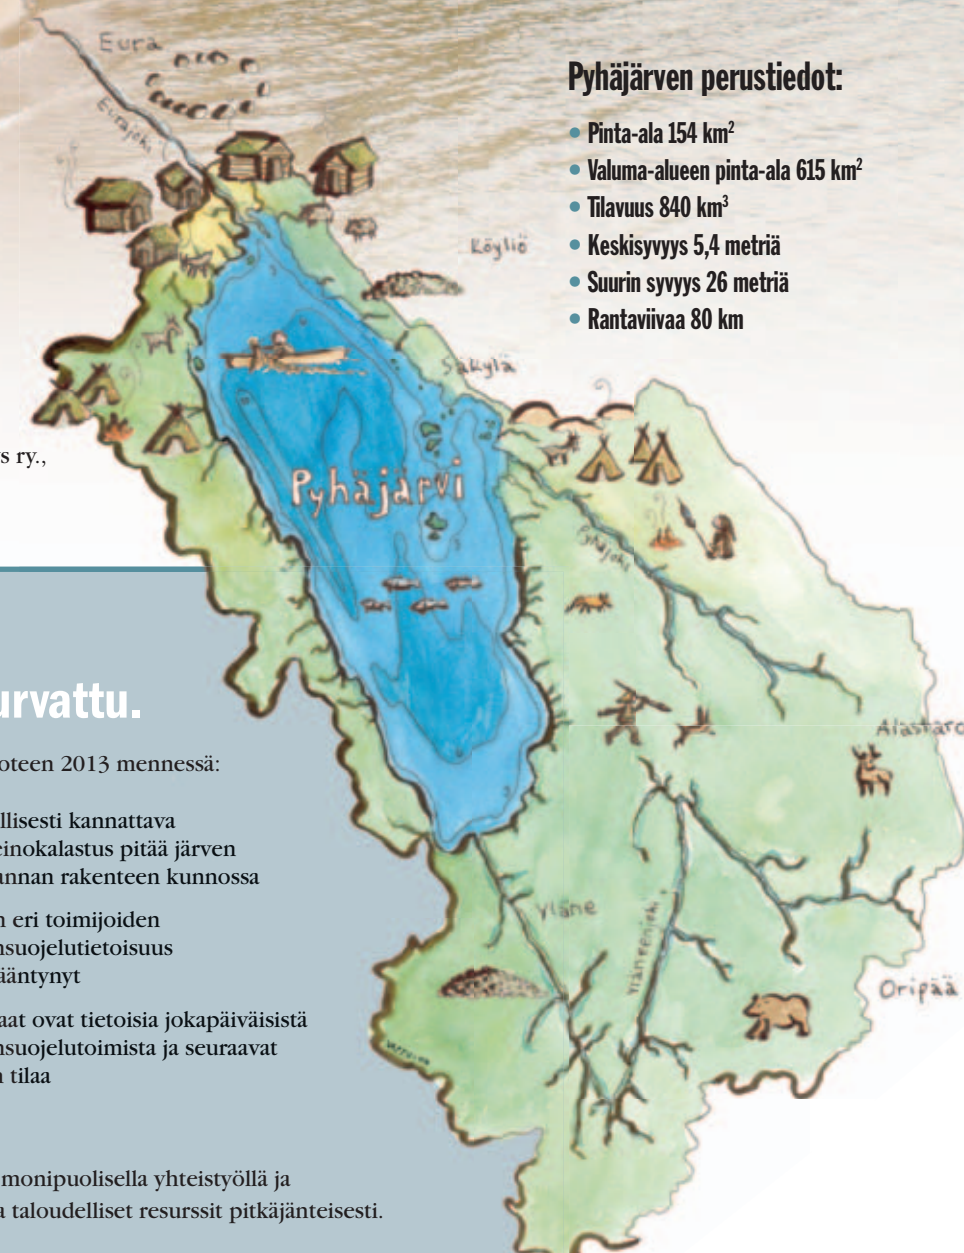 Eura
Eurajoki
Pyhäjärven perustiedot:
• Pinta-ala 154 km²
• Valuma-alueen pinta-ala 615 km²
• Tilavuus 840 km³
• Keskisyvyys 5,4 metriä
• Suurin syvyys 26 metriä
• Rantaviivaa 80 km
Köyliö
Säkylä
s ry.,
Pyhäjärvi
Pyhäjoki
urvattu.
Alastaro
oteen 2013 mennessä:
llisesti kannattava
einokalastus pitää järven
annan rakenteen kunnossa
Yläne
Yläneenjoki
n eri toimijoiden
nsuojelutietoisuus
ääntynyt
Oripää
aat ovat tietoisia jokapäiväisistä
nsuojelutoimista ja seuraavat
n tilaa
monipuolisella yhteistyöllä ja
a taloudelliset resurssit pitkäjänteisesti.